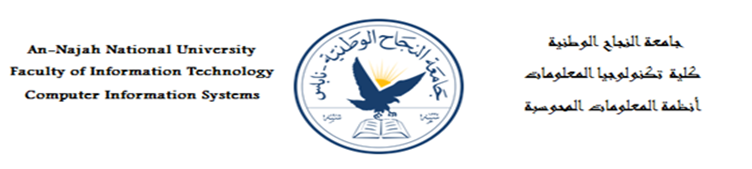 An-Najah National University
Faculty of Information Technology
Computer Information Systems
جامعة النجاح الوطنية - نابلس
جامعة النجاح الوطنية
كلية تكنولوجيا المعلومات
أنظمة المعلومات المحوسبة